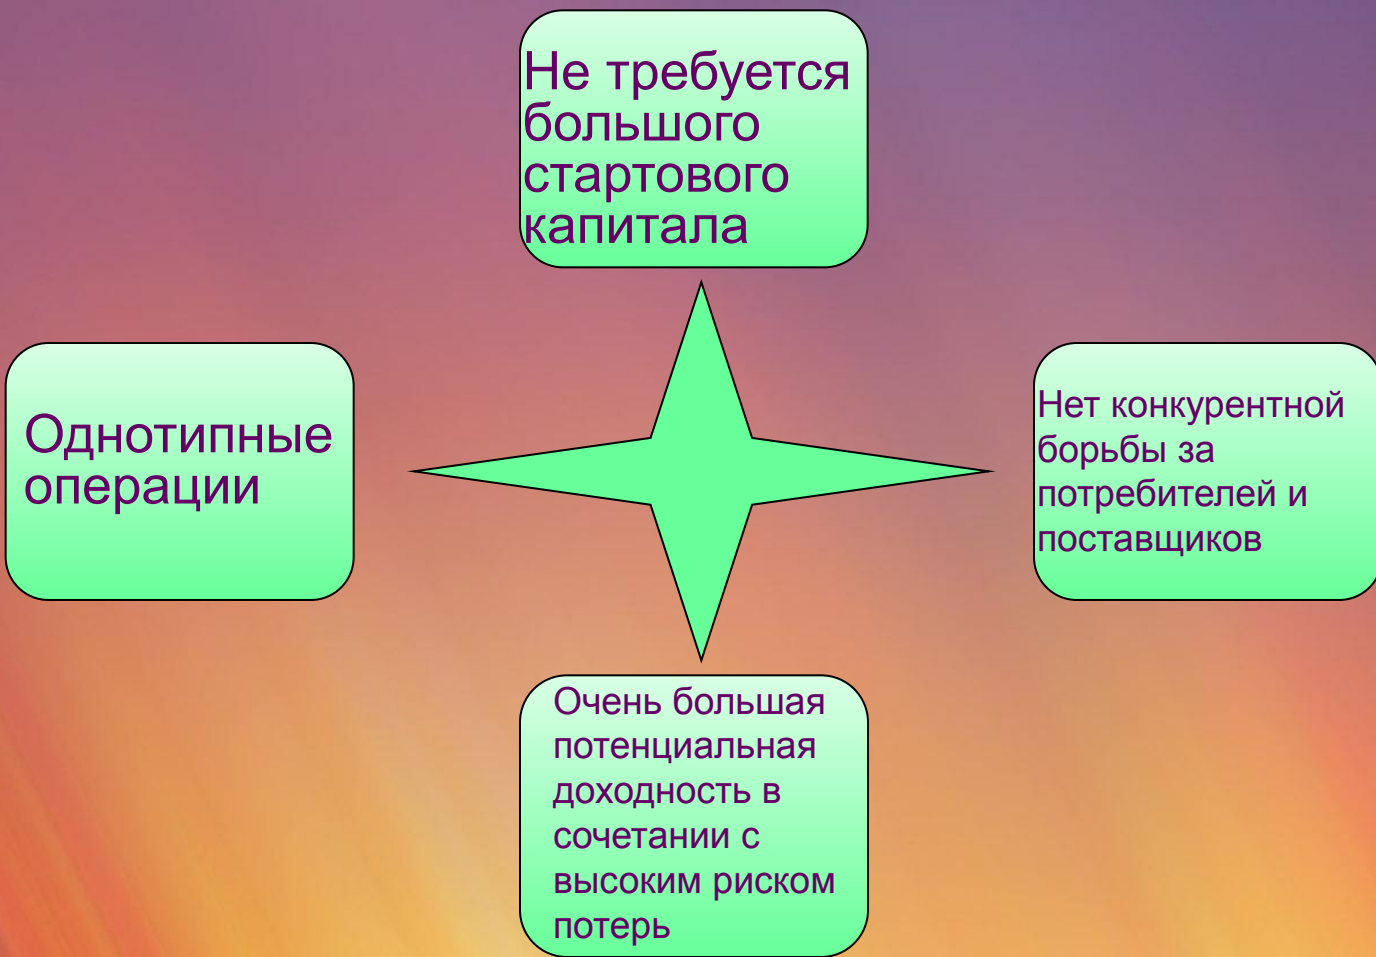 Не требуется
большого
стартового
капитала
Однотипные
операции
Нет конкурентной
борьбы за
потребителей и
поставщиков
Очень большая
потенциальная
доходность в
сочетании с
высоким риском
потерь